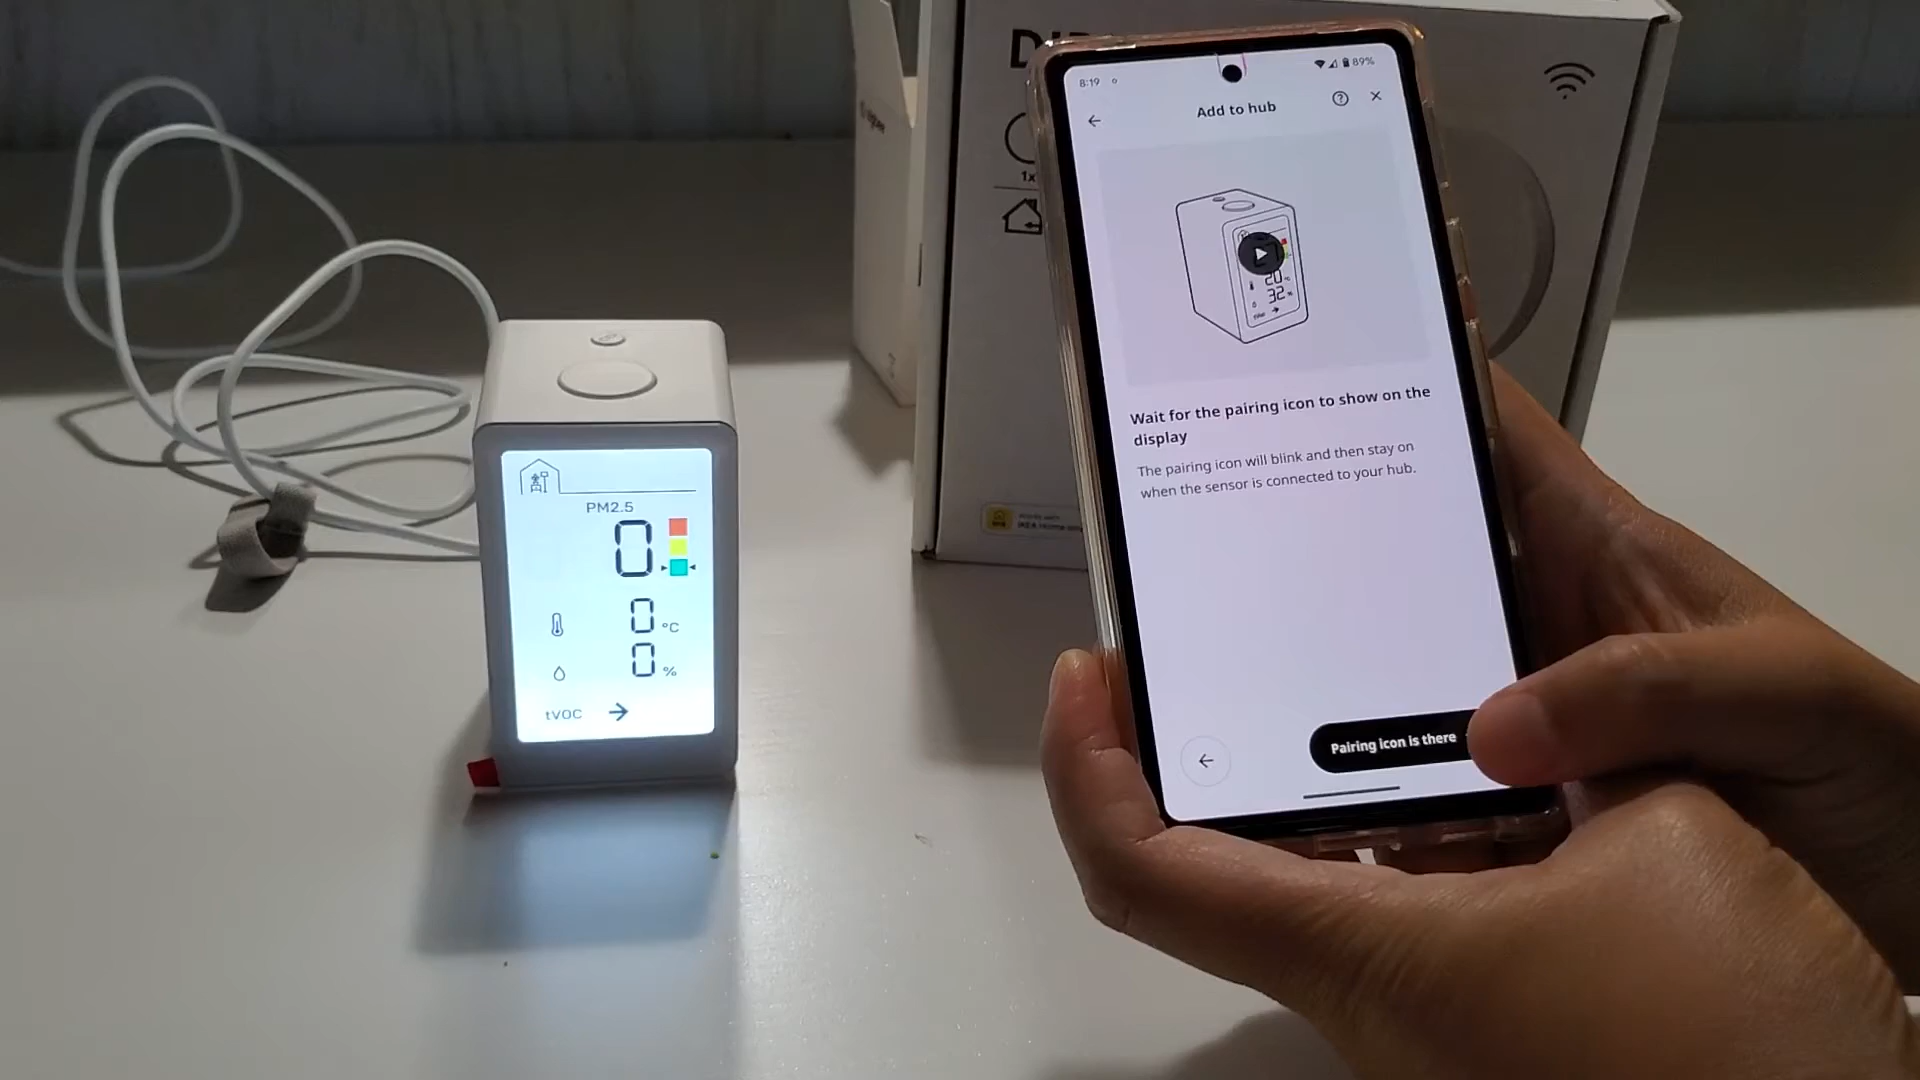 PM2.5
0
0 °C
0 %
tVOC
8:19
89%
Add to hub
20
32 %
Wait for the pairing icon to show on the
display
The pairing icon will blink and then stay on
when the sensor is connected to your hub.
Pairing icon is there
1x